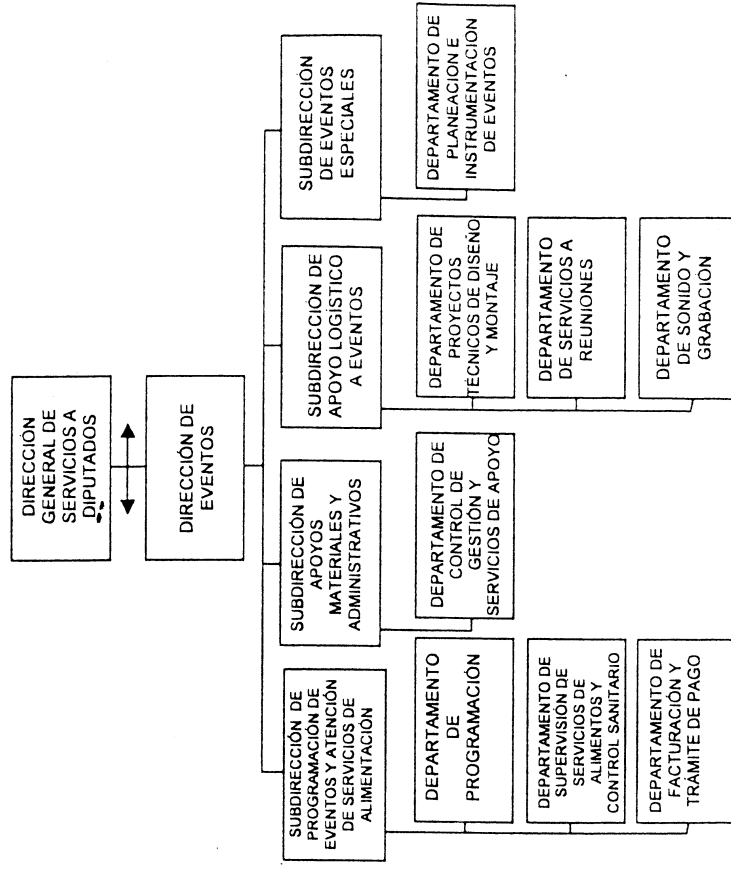 DIRECCIÓN
GENERAL DE
SERVICIOS A
DIPUTADOS
DIRECCIÓN DE
EVENTOS
SUBDIRECCIÓN DE
PROGRAMACIÓN DE
EVENTOS Y ATENCIÓN
DE SERVICIOS DE
ALIMENTACIÓN
DEPARTAMENTO
DE
PROGRAMACIÓN
DEPARTAMENTO DE
SUPERVISIÓN DE
SERVICIOS DE
ALIMENTOS Y
CONTROL SANITARIO
DEPARTAMENTO DE
FACTURACIÓN Y
TRÁMITE DE PAGO
SUBDIRECCIÓN DE
APOYOS
MATERIALES Y
ADMINISTRATIVOS
DEPARTAMENTO DE
CONTROL DE
GESTIÓN Y
SERVICIOS DE APOYO
SUBDIRECCIÓN DE
APOYO LOGÍSTICO
A EVENTOS
DEPARTAMENTO DE
PROYECTOS
TÉCNICOS DE DISEÑO
Y MONTAJE
DEPARTAMENTO
DE SERVICIOS A
REUNIONES
DEPARTAMENTO
DE SONIDO Y
GRABACIÓN
SUBDIRECCIÓN
DE EVENTOS
ESPECIALES
DEPARTAMENTO DE
PLANEACION E
INSTRUMENTACION
DE EVENTOS